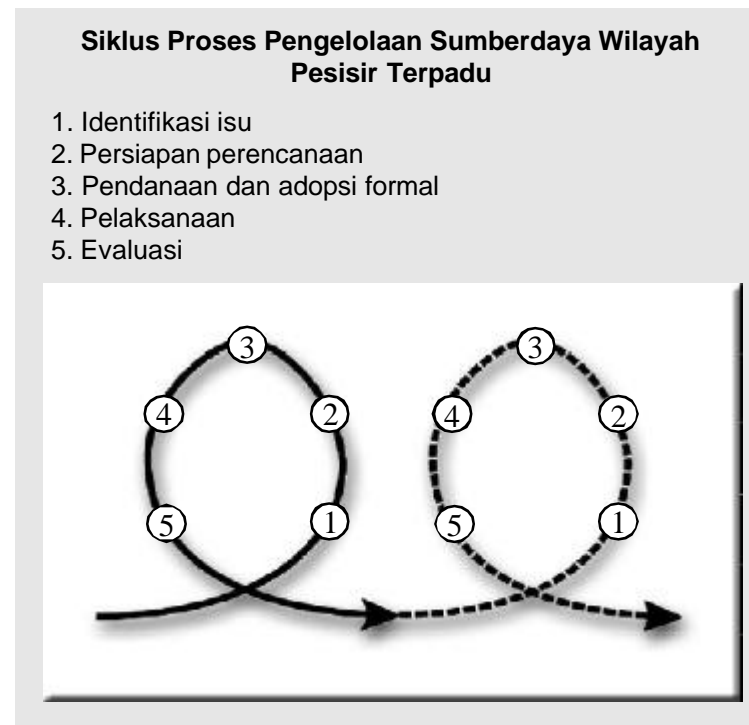 Siklus Proses Pengelolaan Sumberdaya Wilayah
Pesisir Terpadu
1. Identifikasi isu
2. Persiapan perencanaan
3. Pendanaan dan adopsi formal
4. Pelaksanaan
5. Evaluasi
3 3
4 2 4 2
5 1 5 1